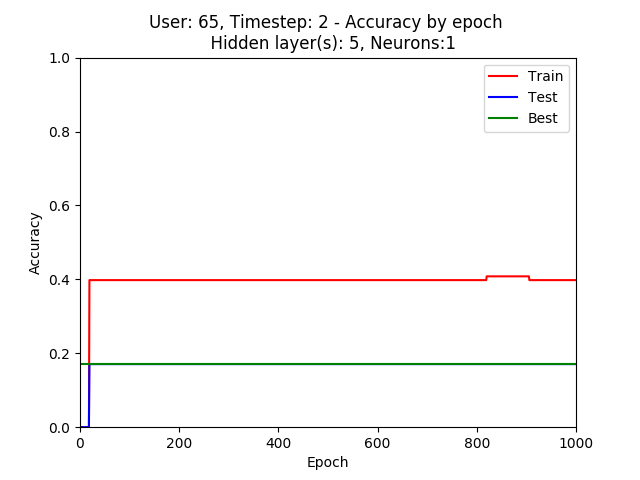 User: 65, Timestep: 2 - Accuracy by epoch
Hidden layer(s): 5, Neurons:1
1.0
0.8
0.6
0.4
0.2
0.0
Accuracy
Train
Test
Best
0 200 400 600 800 1000
Epoch